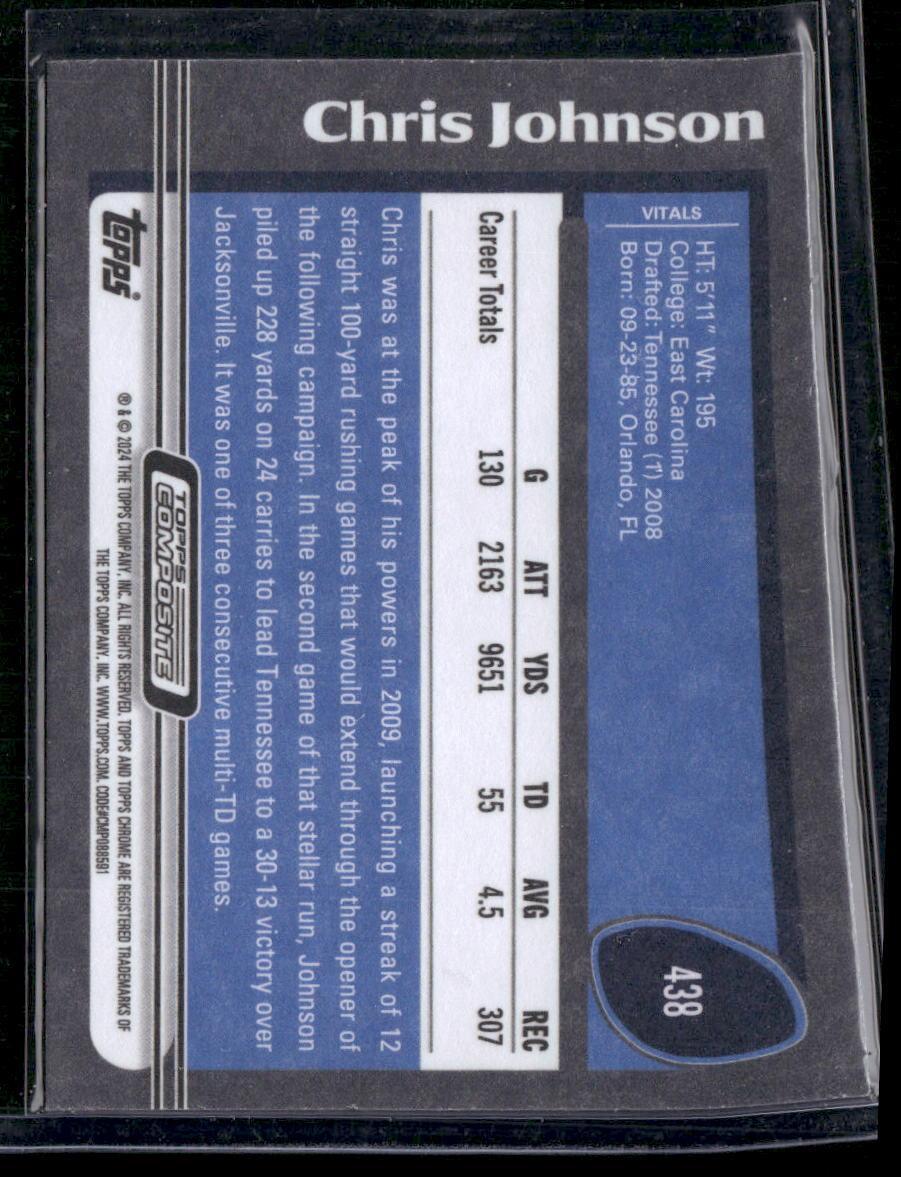 Chris Johnson
VITALS
HT: 5'11" Wt: 195
College: East Carolina
Drafted: Tennessee (1) 2008
Born: 09-23-85, Orlando, FL
438
G ATT YDS TD AVG REC
Career Totals 130 2163 9651 55 4.5 307
Chris was at the peak of his powers in 2009, launching a streak of 12
straight 100-yard rushing games that would extend through the opener of
the following campaign. In the second game of that stellar run, Johnson
piled up 228 yards on 24 carries to lead Tennessee to a 30-13 victory over
Jacksonville. It was one of three consecutive multi-TD games.
TOPPS
COMPOSITE
topps®
® & © 2024 THE TOPPS COMPANY, INC. ALL RIGHTS RESERVED. TOPPS AND TOPPS CHROME ARE REGISTERED TRADEMARKS OF
THE TOPPS COMPANY, INC. WWW.TOPPS.COM. CODE#CMP088591